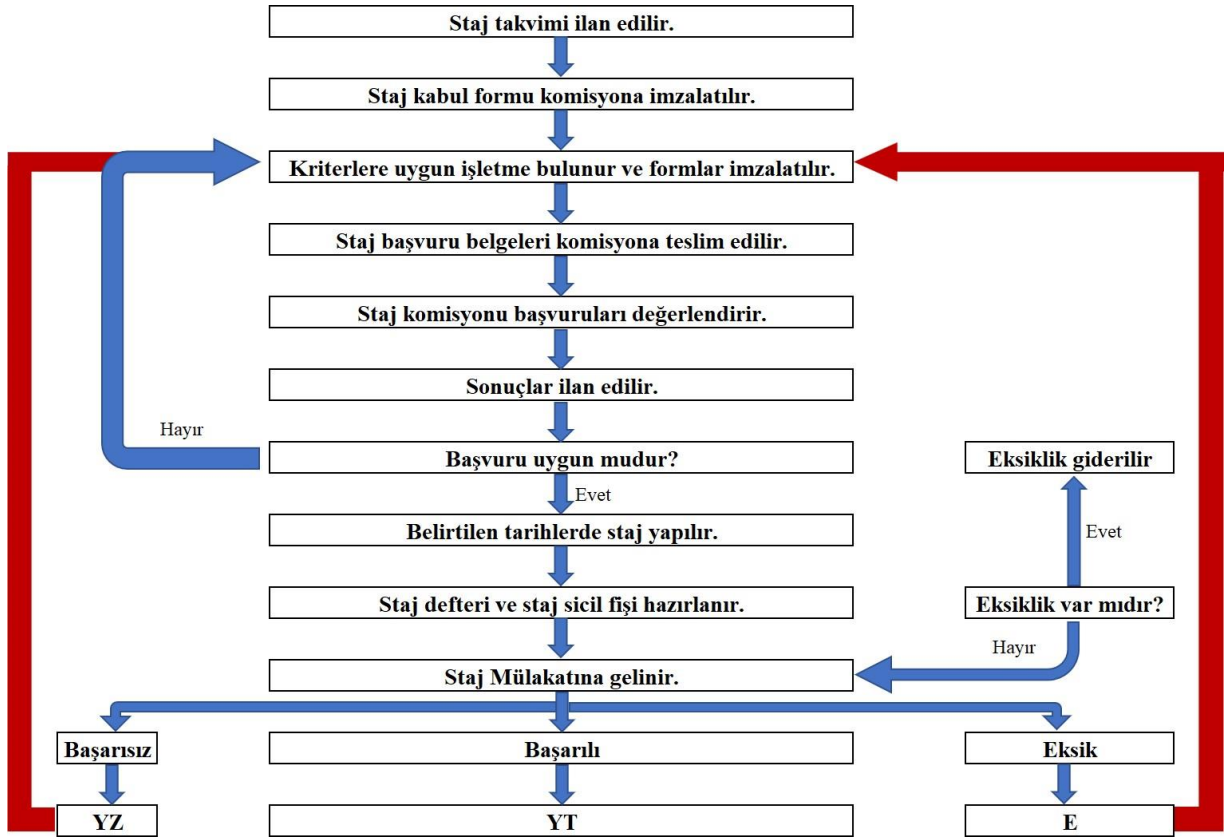 Staj takvimi ilan edilir.
Staj kabul formu komisyona imzalatılır.
Kriterlere uygun işletme bulunur ve formlar imzalatılır.
Staj başvuru belgeleri komisyona teslim edilir.
Staj komisyonu başvuruları değerlendirir.
Sonuçlar ilan edilir.
Hayır
Başvuru uygun mudur?
Eksiklik giderilir
Evet
Belirtilen tarihlerde staj yapılır.
Evet
Staj defteri ve staj sicil fişi hazırlanır.
Eksiklik var mıdır?
Hayır
Staj Mülakatına gelinir.
Başarısız
Başarılı
Eksik
YZ
YT
E